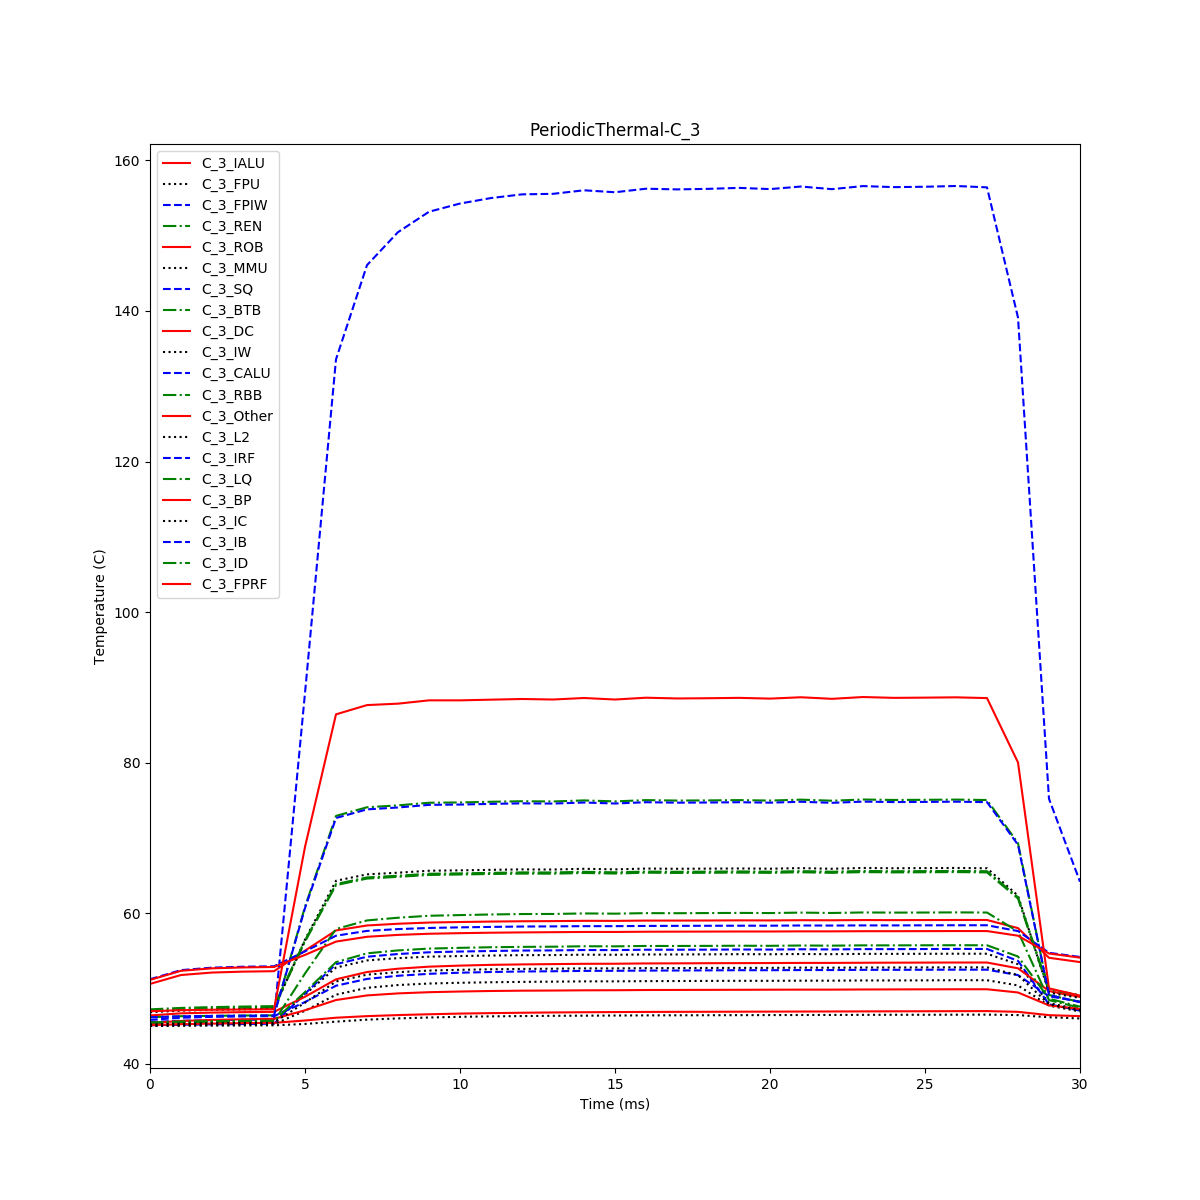 PeriodicThermal-C_3
160
140
120
100
80
60
40
Temperature (C)
C_3_IALU
C_3_FPU
C_3_FPIW
C_3_REN
C_3_ROB
C_3_MMU
C_3_SQ
C_3_BTB
C_3_DC
C_3_IW
C_3_CALU
C_3_RBB
C_3_Other
C_3_L2
C_3_IRF
C_3_LQ
C_3_BP
C_3_IC
C_3_IB
C_3_ID
C_3_FPRF
0 5 10 15 20 25 30
Time (ms)